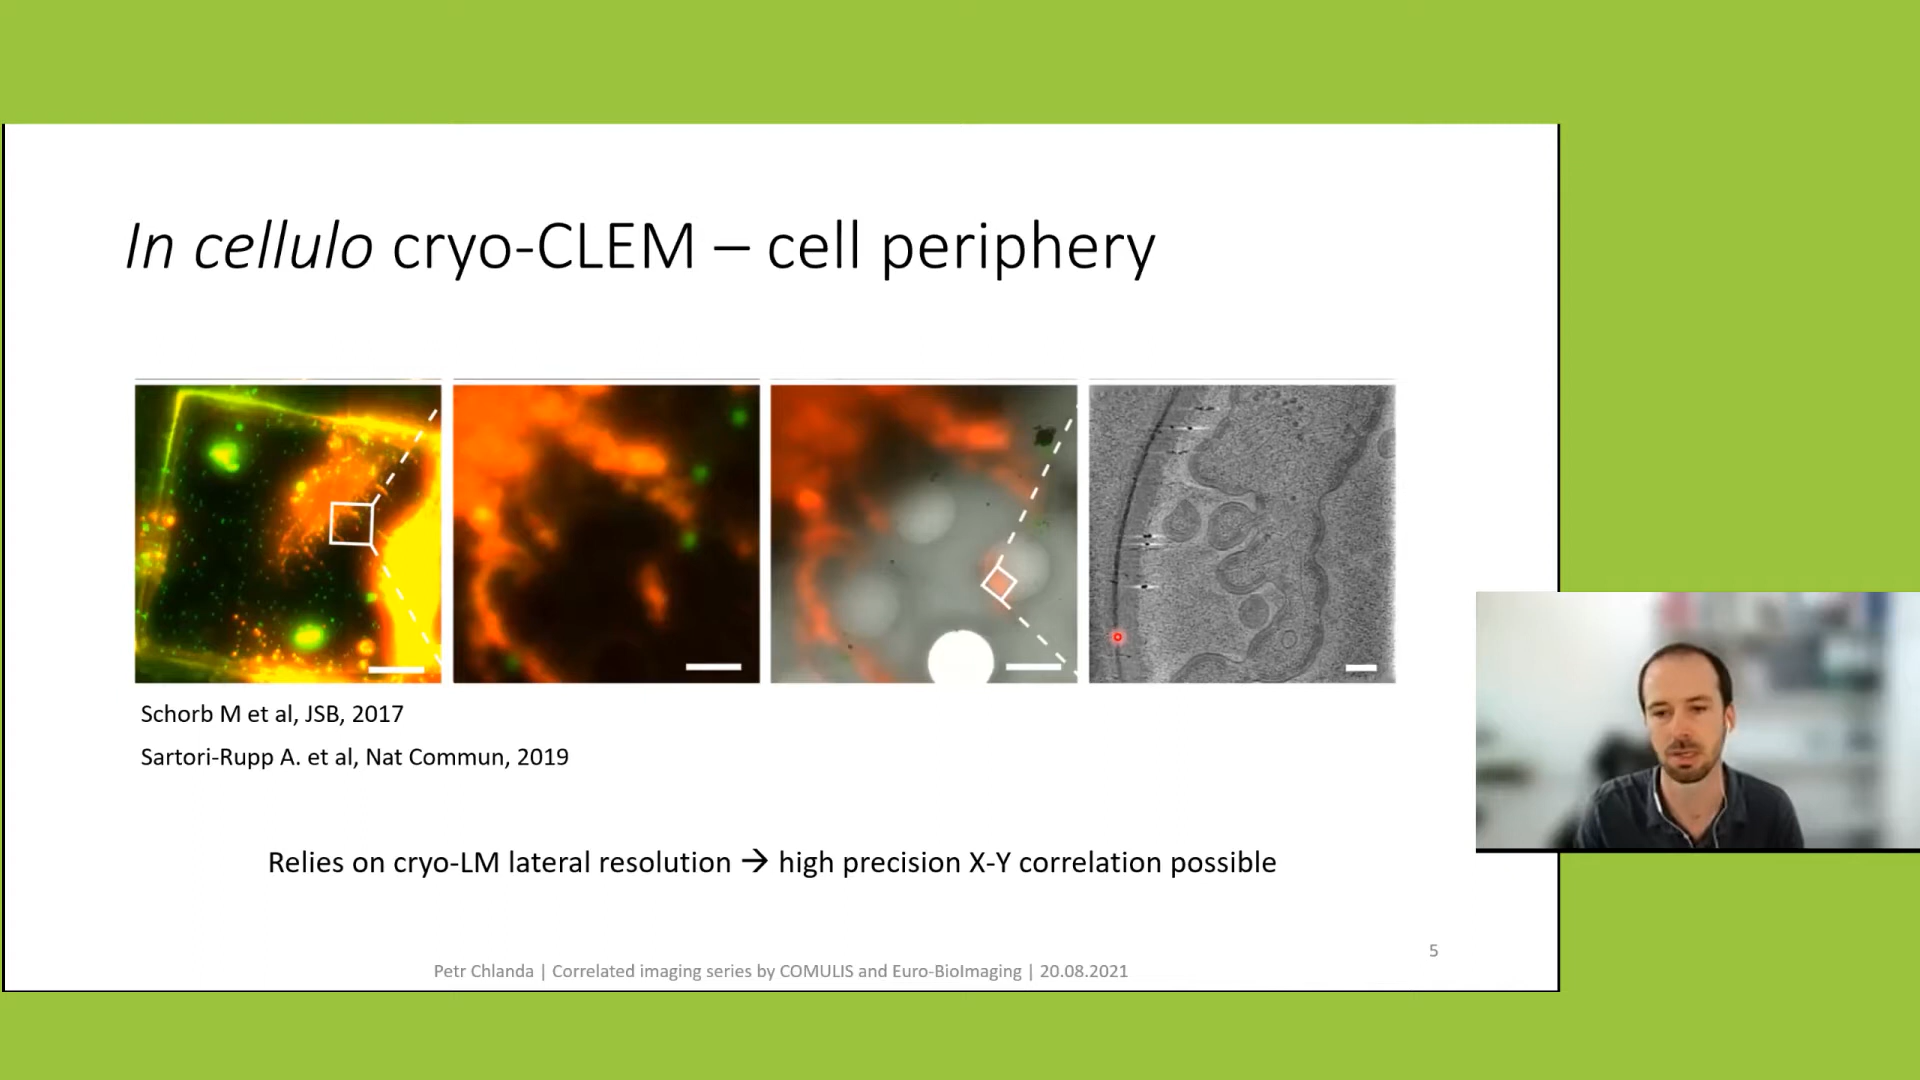 In cellulo cryo-CLEM – cell periphery
Schorb M et al, JSB, 2017
Sartori-Rupp A. et al, Nat Commun, 2019
Relies on cryo-LM lateral resolution → high precision X-Y correlation possible
5
Petr Chlanda | Correlated imaging series by COMULIS and Euro-BioImaging | 20.08.2021